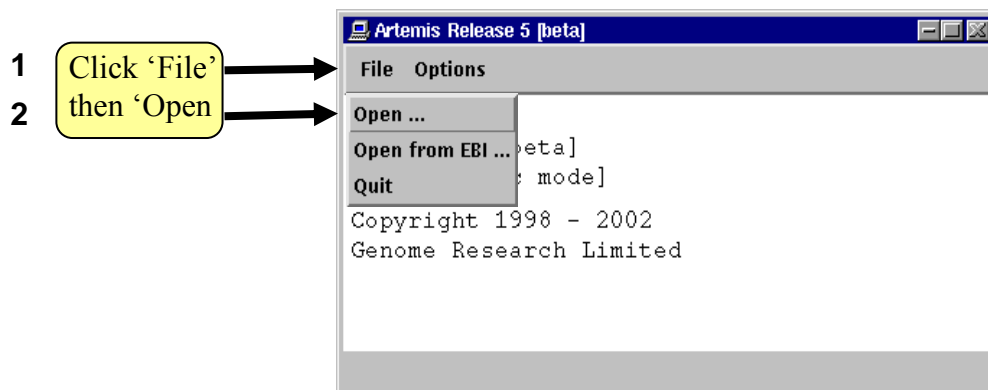 Artemis Release 5 [beta]
1
Click ‘File’
File Options
2
then ‘Open
Open ...
Open from EBI ...
beta]
mode]
Quit
Copyright 1998 - 2002
Genome Research Limited